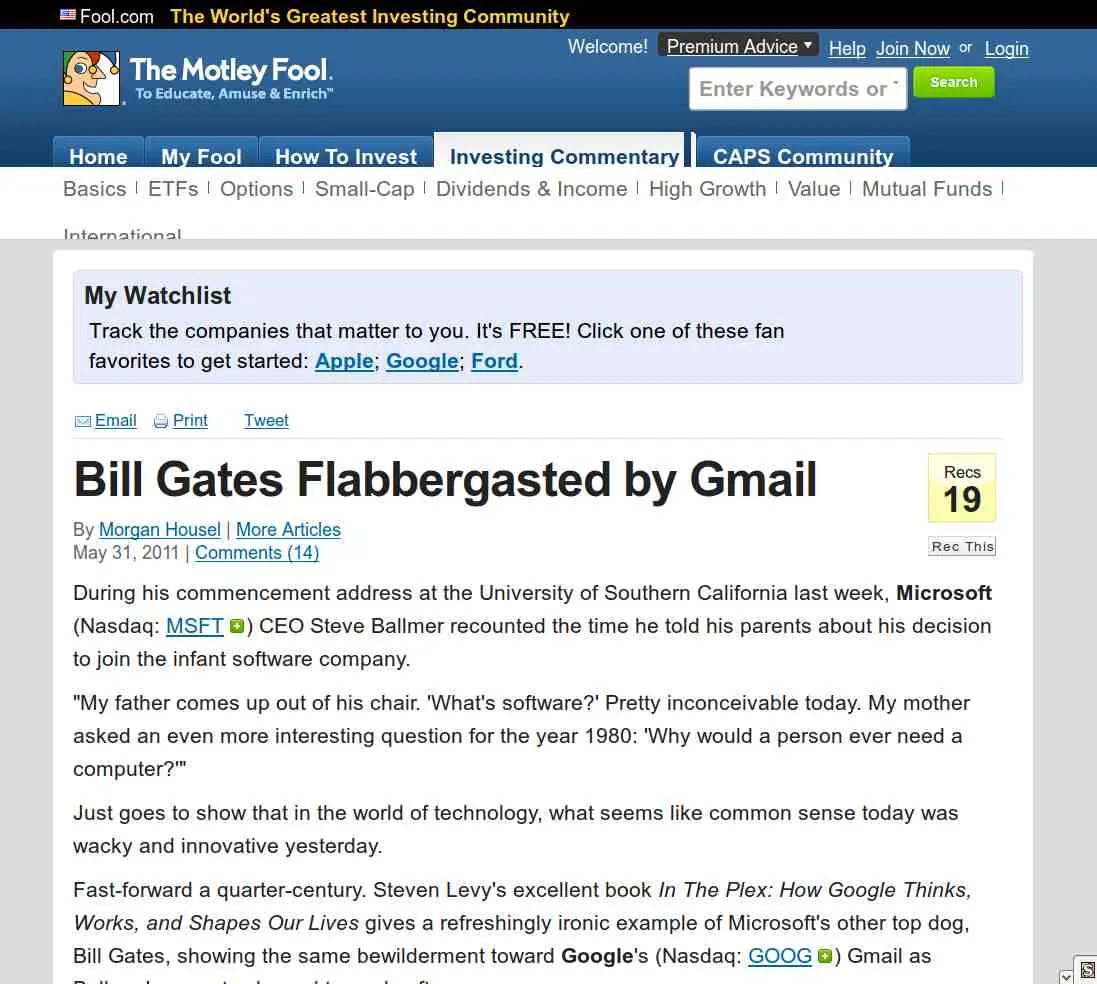 Fool.com The World's Greatest Investing Community
Welcome! Premium Advice Help Join Now or Login
The Motley Fool.
To Educate, Amuse & Enrich™
Enter Keywords or
Search
Home My Fool How To Invest Investing Commentary CAPS Community
Basics | ETFs | Options | Small-Cap | Dividends & Income | High Growth | Value | Mutual Funds |
International
My Watchlist
Track the companies that matter to you. It's FREE! Click one of these fan
favorites to get started: Apple; Google; Ford.
Email Print Tweet
Bill Gates Flabbergasted by Gmail
Recs
19
Rec This
By Morgan Housel | More Articles
May 31, 2011 | Comments (14)
During his commencement address at the University of Southern California last week, Microsoft
(Nasdaq: MSFT ) CEO Steve Ballmer recounted the time he told his parents about his decision
to join the infant software company.
"My father comes up out of his chair. 'What's software?' Pretty inconceivable today. My mother
asked an even more interesting question for the year 1980: 'Why would a person ever need a
computer?'"
Just goes to show that in the world of technology, what seems like common sense today was
wacky and innovative yesterday.
Fast-forward a quarter-century. Steven Levy's excellent book In The Plex: How Google Thinks,
Works, and Shapes Our Lives gives a refreshingly ironic example of Microsoft's other top dog,
Bill Gates, showing the same bewilderment toward Google's (Nasdaq: GOOG ) Gmail as